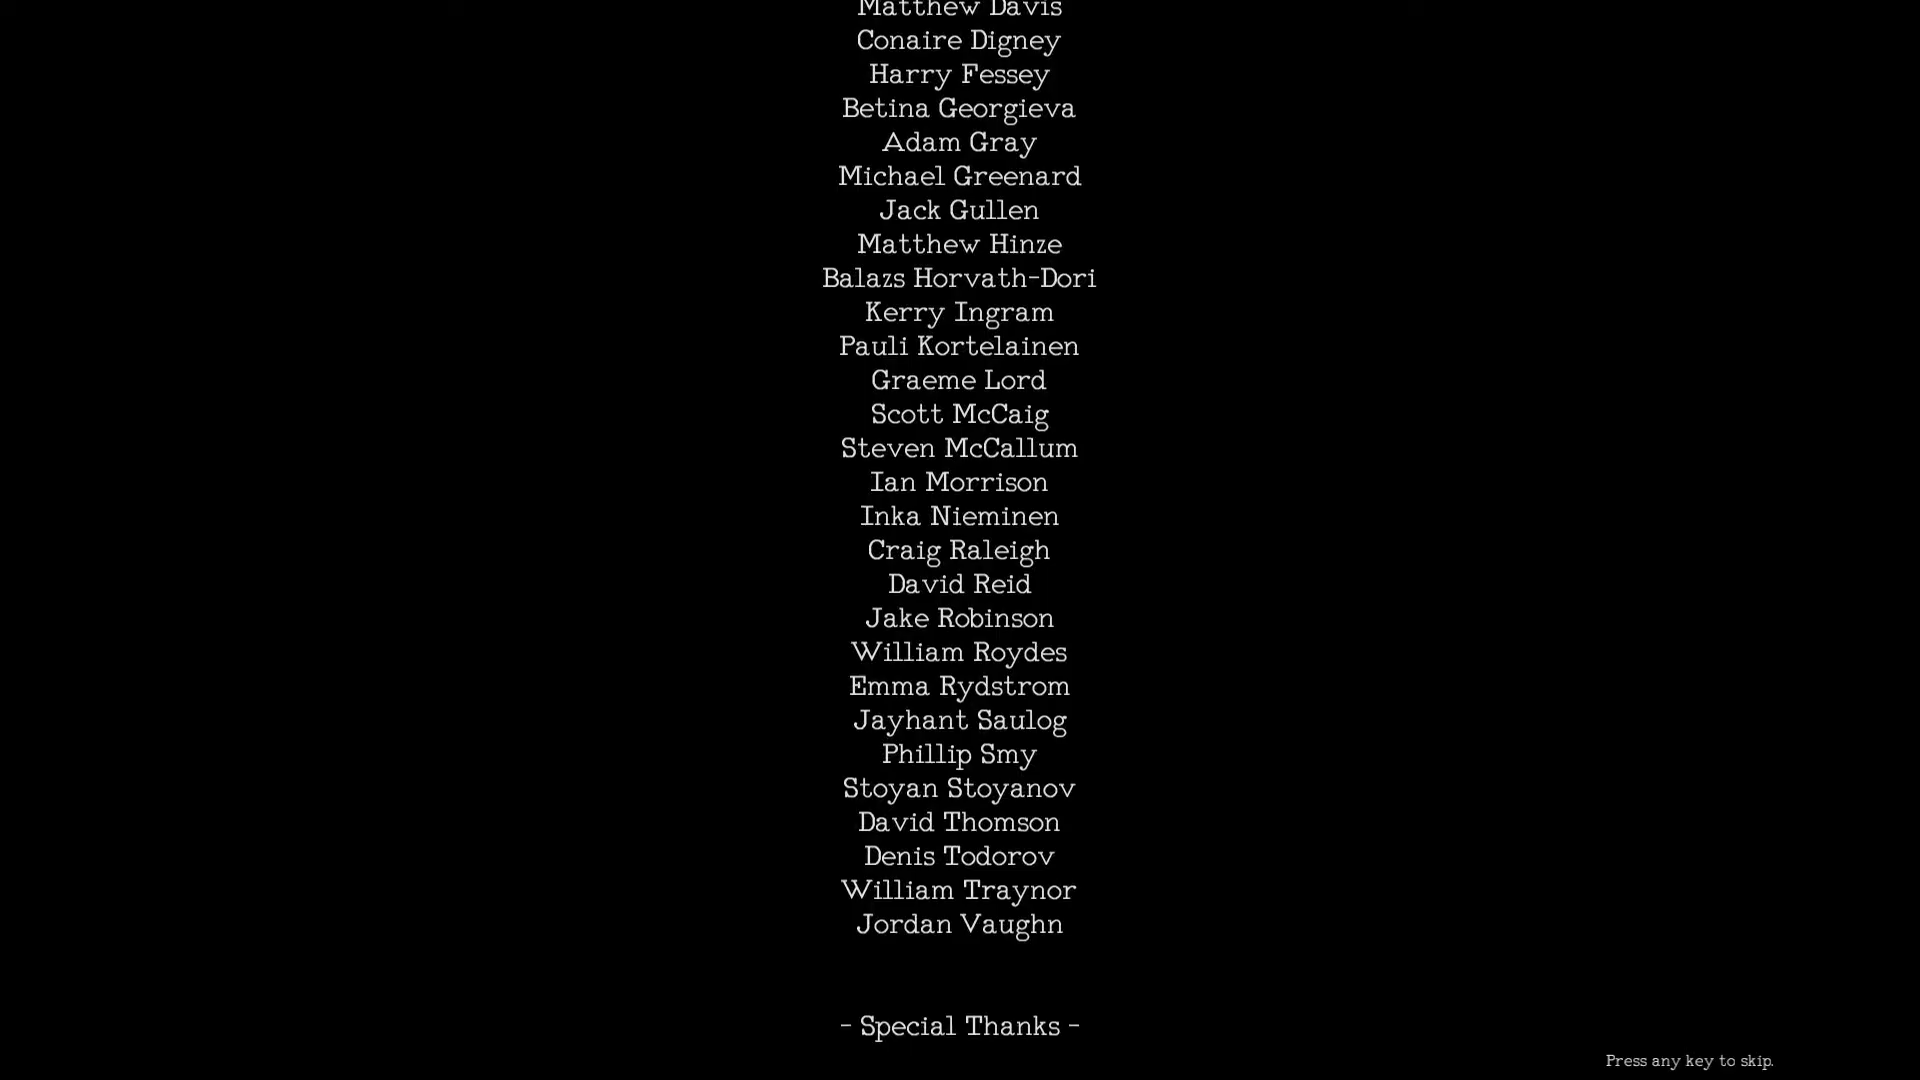 Matthew Davis
Conaire Digney
Harry Fessey
Betina Georgieva
Adam Gray
Michael Greenard
Jack Gullen
Matthew Hinze
Balazs Horvath-Dori
Kerry Ingram
Pauli Kortelainen
Graeme Lord
Scott McCaig
Steven McCallum
Ian Morrison
Inka Nieminen
Craig Raleigh
David Reid
Jake Robinson
William Roydes
Emma Rydstrom
Jayhant Saulog
Phillip Smy
Stoyan Stoyanov
David Thomson
Denis Todorov
William Traynor
Jordan Vaughn
- Special Thanks -
Press any key to skip.